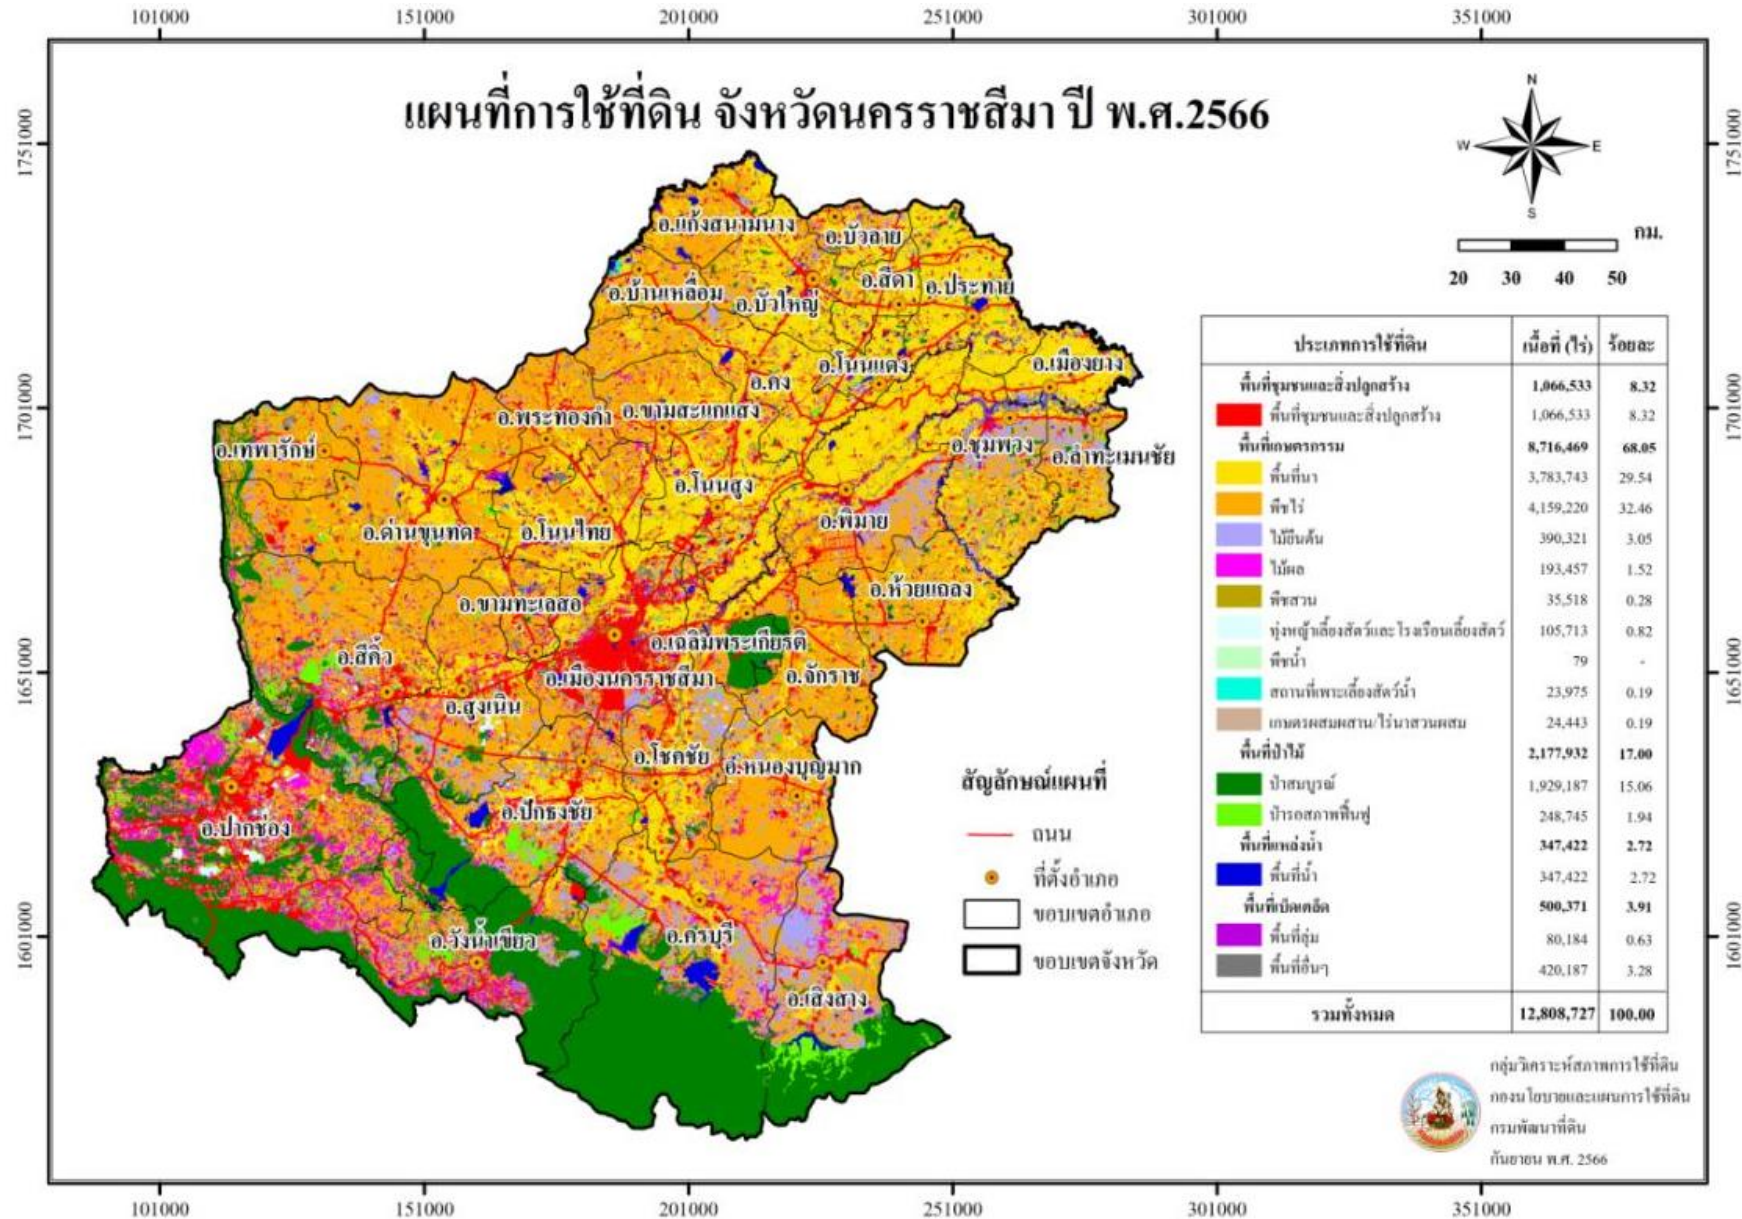 101000 151000 201000 251000 301000 351000
แผนที่การใช้ที่ดิน จังหวัดนครราชสีมา ปี พ.ศ.2566
N
W E
S
กม.
20 30 40 50
1751000 1751000
1701000 1701000
1651000 1651000
1601000 1601000
อ.แก้งสนามนาง
อ.บัวลาย
อ.สีดา
อ.ประทาย
อ.บ้านเหลื่อม
อ.บัวใหญ่
อ.โนนแดง
อ.เมืองยาง
อ.คง
อ.พระทองคำ
อ.ขามสะแกแสง
อ.เทพารักษ์
อ.ชุมพวง
อ.ลำทะเมนชัย
อ.โนนสูง
อ.พิมาย
อ.ด่านขุนทด
อ.โนนไทย
อ.ห้วยแถลง
อ.ขามทะเลสอ
อ.เฉลิมพระเกียรติ
อ.สีคิ้ว
อ.เมืองนครราชสีมา
อ.จักราช
อ.สูงเนิน
อ.โชคชัย
อ.หนองบุญมาก
อ.ปักธงชัย
อ.ปากช่อง
อ.วังน้ำเขียว
อ.ครบุรี
อ.เสิงสาง
สัญลักษณ์แผนที่
ถนน
ที่ตั้งอำเภอ
ขอบเขตอำเภอ
ขอบเขตจังหวัด
ประเภทการใช้ที่ดิน เนื้อที่ (ไร่) ร้อยละ
พื้นที่ชุมชนและสิ่งปลูกสร้าง 1,066,533 8.32
พื้นที่ชุมชนและสิ่งปลูกสร้าง 1,066,533 8.32
พื้นที่เกษตรกรรม 8,716,469 68.05
พื้นที่นา 3,783,743 29.54
พืชไร่ 4,159,220 32.46
ไม้ยืนต้น 390,321 3.05
ไม้ผล 193,457 1.52
พืชสวน 35,518 0.28
ทุ่งหญ้าเลี้ยงสัตว์และโรงเรือนเลี้ยงสัตว์ 105,713 0.82
พืชน้ำ 79 -
สถานที่เพาะเลี้ยงสัตว์น้ำ 23,975 0.19
เกษตรผสมผสาน/ไร่นาสวนผสม 24,443 0.19
พื้นที่ป่าไม้ 2,177,932 17.00
ป่าสมบูรณ์ 1,929,187 15.06
ป่ารอสภาพฟื้นฟู 248,745 1.94
พื้นที่แหล่งน้ำ 347,422 2.72
พื้นที่น้ำ 347,422 2.72
พื้นที่เบ็ดเตล็ด 500,371 3.91
พื้นที่ลุ่ม 80,184 0.63
พื้นที่อื่นๆ 420,187 3.28
รวมทั้งหมด 12,808,727 100.00
กลุ่มวิเคราะห์สภาพการใช้ที่ดิน
กองนโยบายและแผนการใช้ที่ดิน
กรมพัฒนาที่ดิน
กันยายน พ.ศ. 2566
101000 151000 201000 251000 301000 351000